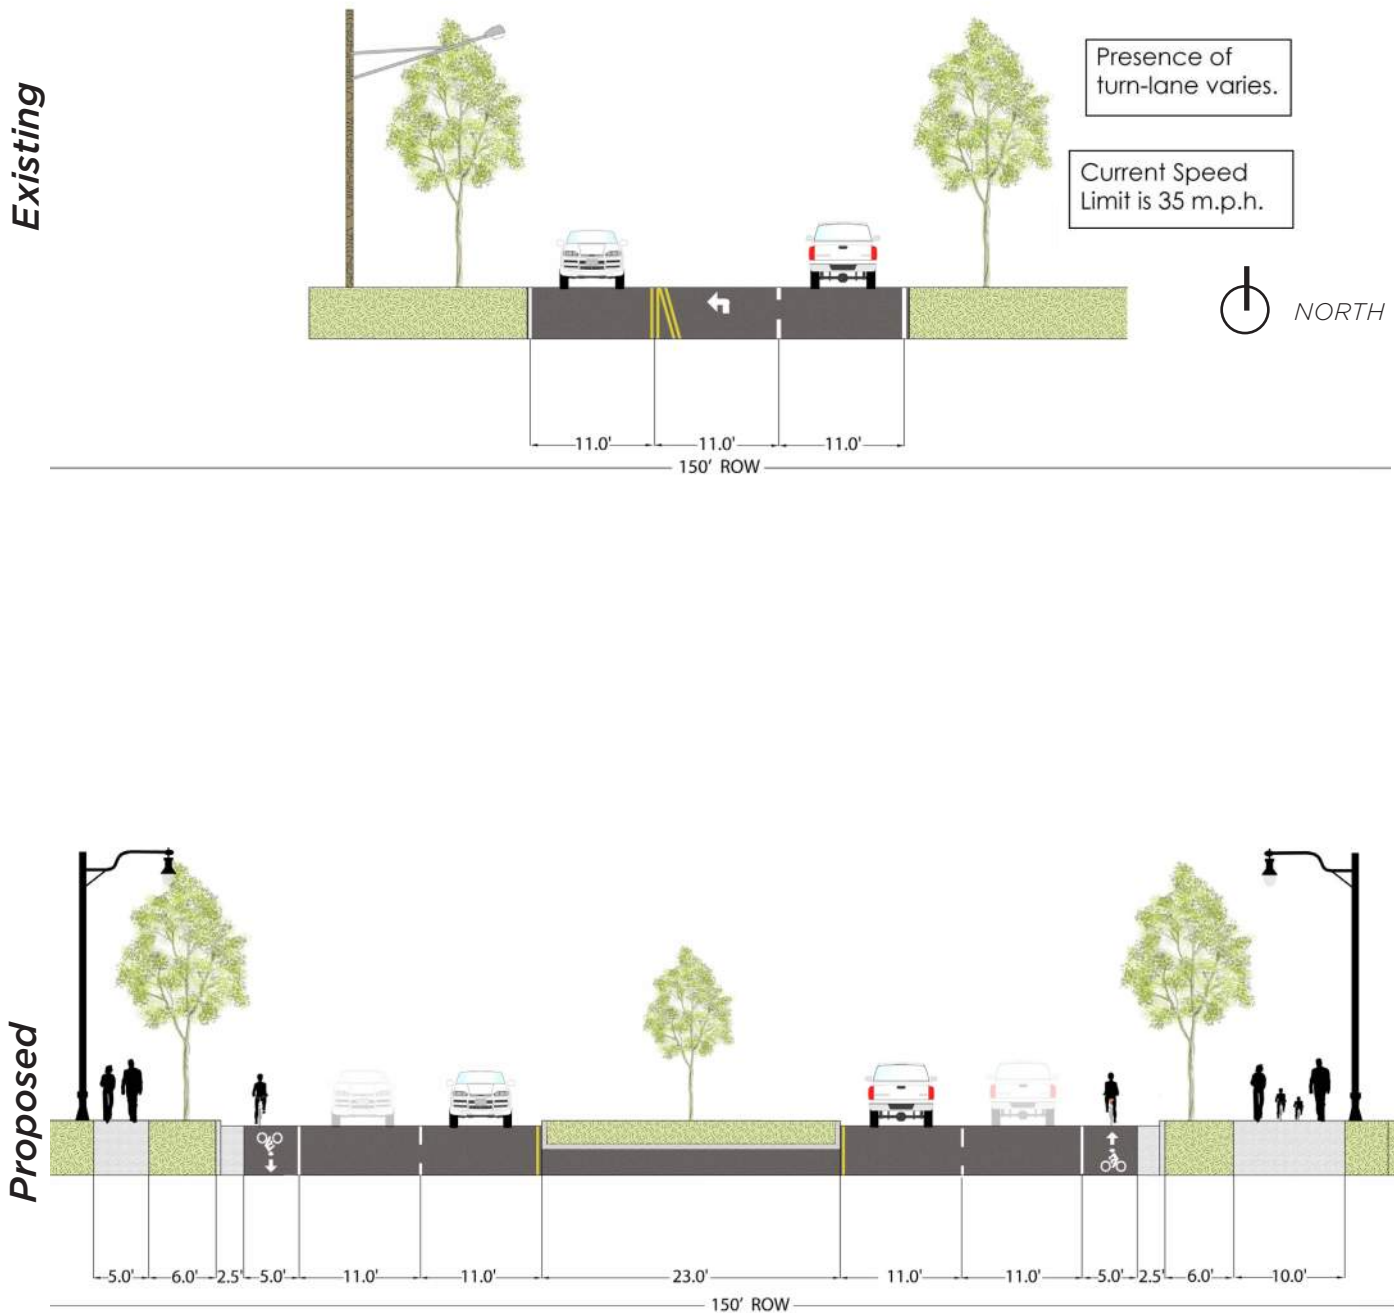 Existing
Presence of
turn-lane varies.
Current Speed
Limit is 35 m.p.h.
NORTH
11.0' 11.0' 11.0'
150' ROW
Proposed
5.0' 6.0' 2.5' 5.0' 11.0' 11.0' 23.0' 11.0' 11.0' 5.0' 2.5' 6.0' 10.0'
150' ROW